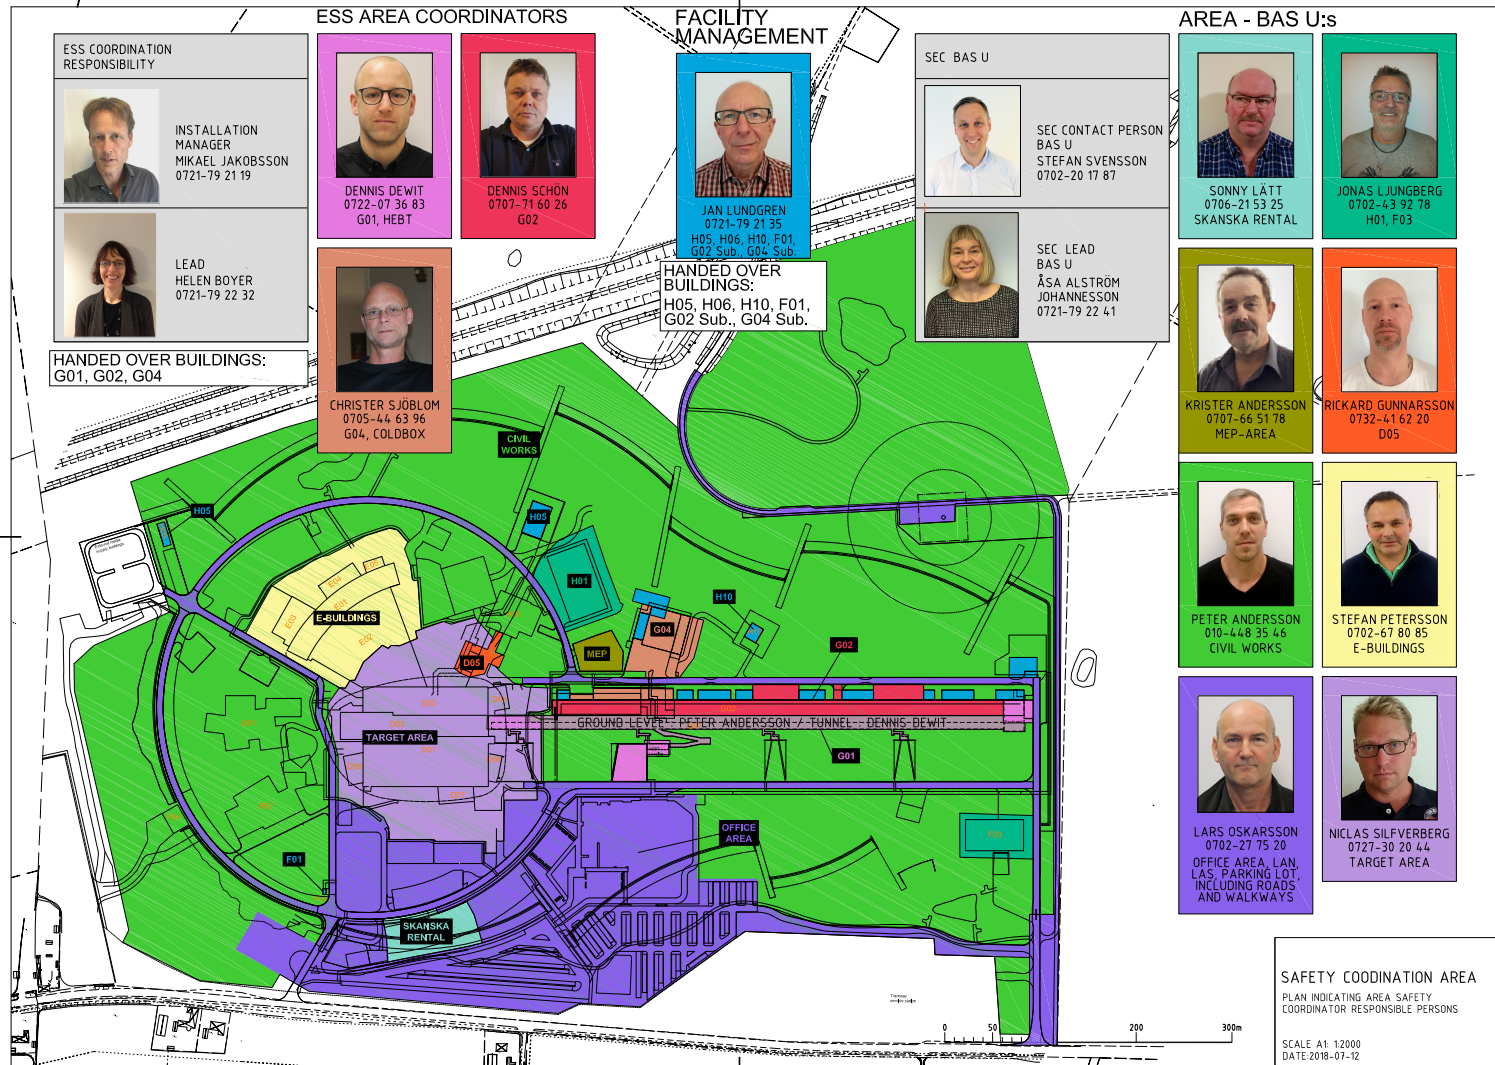 ESS AREA COORDINATORS
FACILITY
MANAGEMENT
AREA - BAS U:s
ESS COORDINATION
RESPONSIBILITY
INSTALLATION
MANAGER
MIKAEL JAKOBSSON
0721-79 21 19
LEAD
HELEN BOYER
0721-79 22 32
HANDED OVER BUILDINGS:
G01, G02, G04
DENNIS DEWIT
0722-07 36 83
G01, HEBT
DENNIS SCHÖN
0707-71 60 26
G02
CHRISTER SJÖBLOM
0705-44 63 96
G04, COLDBOX
JAN LUNDGREN
0721-79 21 35
H05, H06, H10, F01,
G02 Sub., G04 Sub.
HANDED OVER
BUILDINGS:
H05, H06, H10, F01,
G02 Sub., G04 Sub.
SEC BAS U
SEC CONTACT PERSON
BAS U
STEFAN SVENSSON
0702-20 17 87
SEC LEAD
BAS U
ÅSA ALSTRÖM
JOHANNESSON
0721-79 22 41
SONNY LÄTT
0706-21 53 25
SKANSKA RENTAL
JONAS LJUNGBERG
0702-43 92 78
H01, F03
KRISTER ANDERSSON
0707-66 51 78
MEP-AREA
RICKARD GUNNARSSON
0732-41 62 20
D05
PETER ANDERSSON
010-448 35 46
CIVIL WORKS
STEFAN PETERSSON
0702-67 80 85
E-BUILDINGS
LARS OSKARSSON
0702-27 75 20
OFFICE AREA, LAN,
LAS, PARKING LOT,
INCLUDING ROADS
AND WALKWAYS
NICLAS SILFVERBERG
0727-30 20 44
TARGET AREA
CIVIL
WORKS
H05
H05
H01
H10
E04
E05
E01
E03
E02
E-BUILDINGS
G04
MEP
D05
G02
GROUND LEVEL - PETER ANDERSSON / TUNNEL - DENNIS DEWIT
TARGET AREA
G01
OFFICE
AREA
F03
F01
SKANSKA
RENTAL
0
50
200
300m
SAFETY COODINATION AREA
PLAN INDICATING AREA SAFETY
COORDINATOR RESPONSIBLE PERSONS
SCALE A1: 1:2000
DATE:2018-07-12